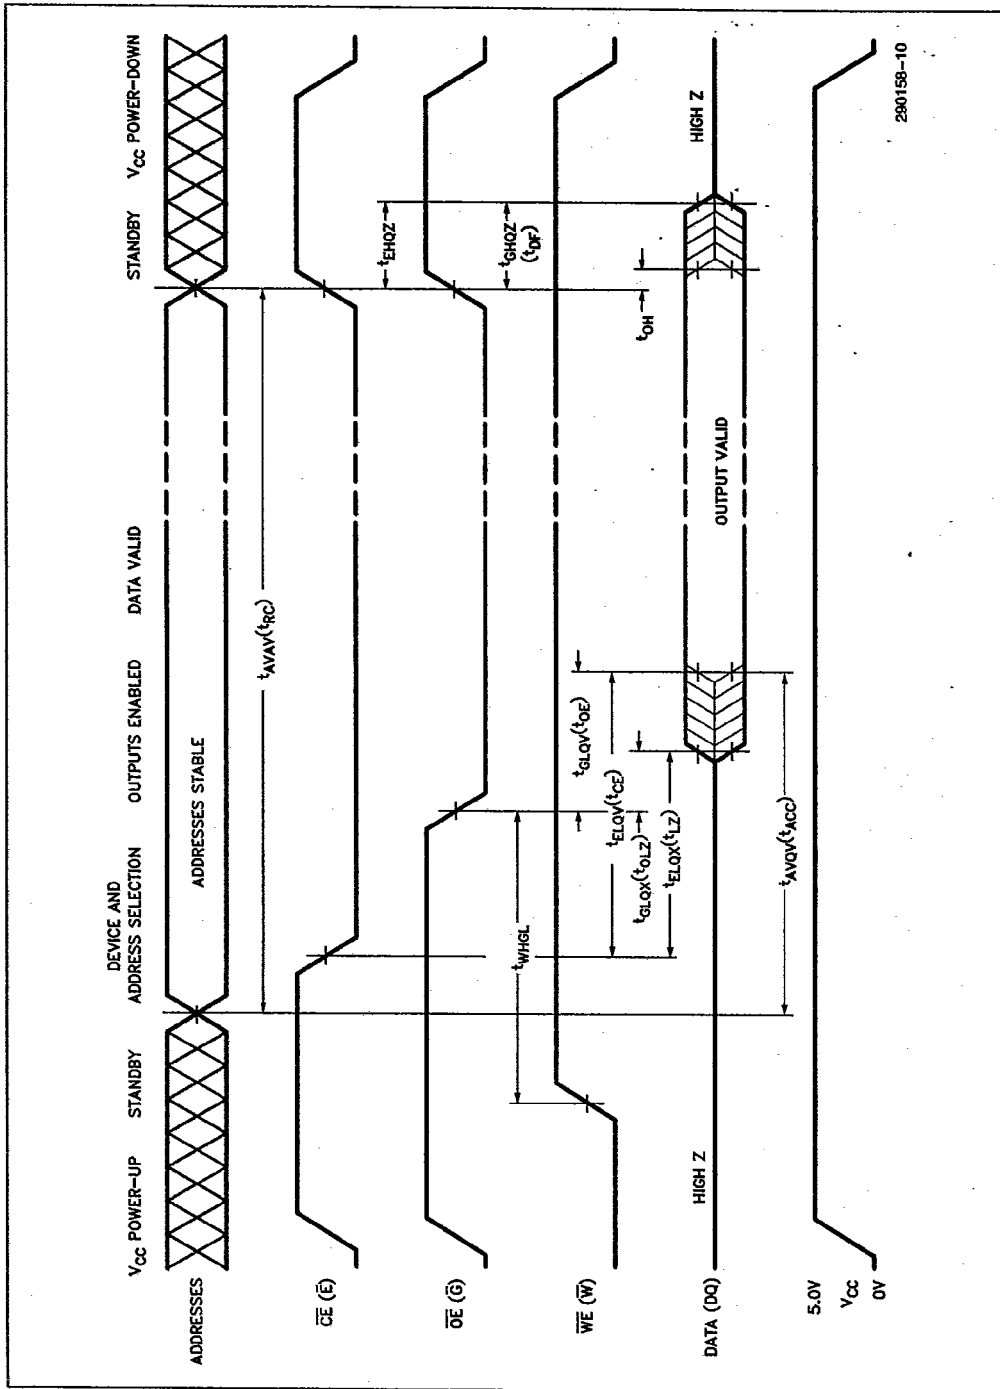 VCC POWER-UP STANDBY DEVICE AND ADDRESS SELECTION OUTPUTS ENABLED DATA VALID STANDBY VCC POWER-DOWN
ADDRESSES
ADDRESSES STABLE
tAVAV(tRC)
CE (E)
tEHQZ
OE (G)
tWHGL
tGHQZ
(tDF)
WE (W)
tGLQV(tOE)
tELQV(tCE)
tGLQX(tOLZ)
tOH
tELQX(tLZ)
DATA (DQ)
HIGH Z
OUTPUT VALID
HIGH Z
tAVQV(tACC)
5.0V
VCC
0V
290158-10